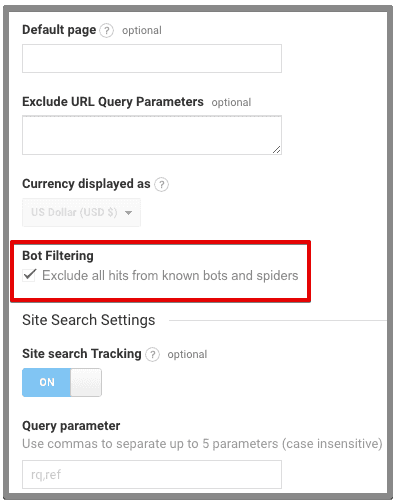 Default page ? optional
Exclude URL Query Parameters optional
Currency displayed as ?
US Dollar (USD $)
Bot Filtering
Exclude all hits from known bots and spiders
Site Search Settings
Site search Tracking ? optional
ON
Query parameter
Use commas to separate up to 5 parameters (case insensitive)
rq,ref